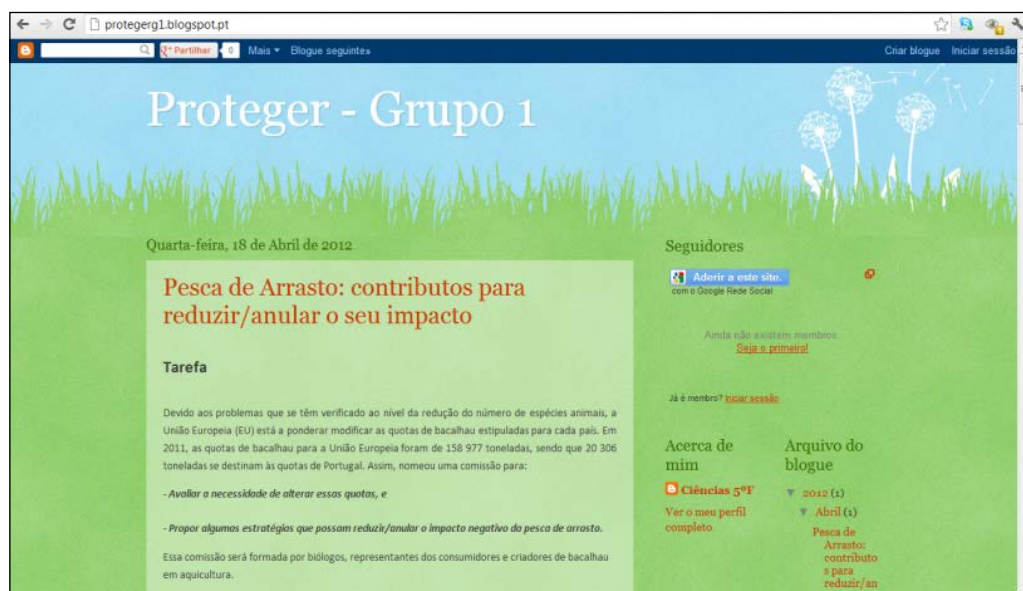 protegerg1.blogspot.pt
Partilhar 0 Mais Blogue seguinte»
Criar blogue Iniciar sessão
Proteger - Grupo 1
Quarta-feira, 18 de Abril de 2012
Pesca de Arrasto: contributos para
reduzir/anular o seu impacto
Tarefa
Devido aos problemas que se têm verificado ao nível da redução do número de espécies animais, a
União Europeia (EU) está a ponderar modificar as quotas de bacalhau estipuladas para cada país. Em
2011, as quotas de bacalhau para a União Europeia foram de 158 977 toneladas, sendo que 20 306
toneladas se destinam às quotas de Portugal. Assim, nomeou uma comissão para:
- Avaliar a necessidade de alterar essas quotas, e
- Propor algumas estratégias que possam reduzir/anular o impacto negativo da pesca de arrasto.
Essa comissão será formada por biólogos, representantes dos consumidores e criadores de bacalhau
em aquicultura.
Seguidores
Aderir a este site.
com o Google Rede Social
Ainda não existem membros.
Seja o primeiro!
Já é membro? Iniciar sessão
Acerca de
mim
Ciências 5ºF
Ver o meu perfil
completo
Arquivo do
blogue
▼ 2012 (1)
▼ Abril (1)
Pesca de
Arrasto:
contributo
s para
reduzir/an